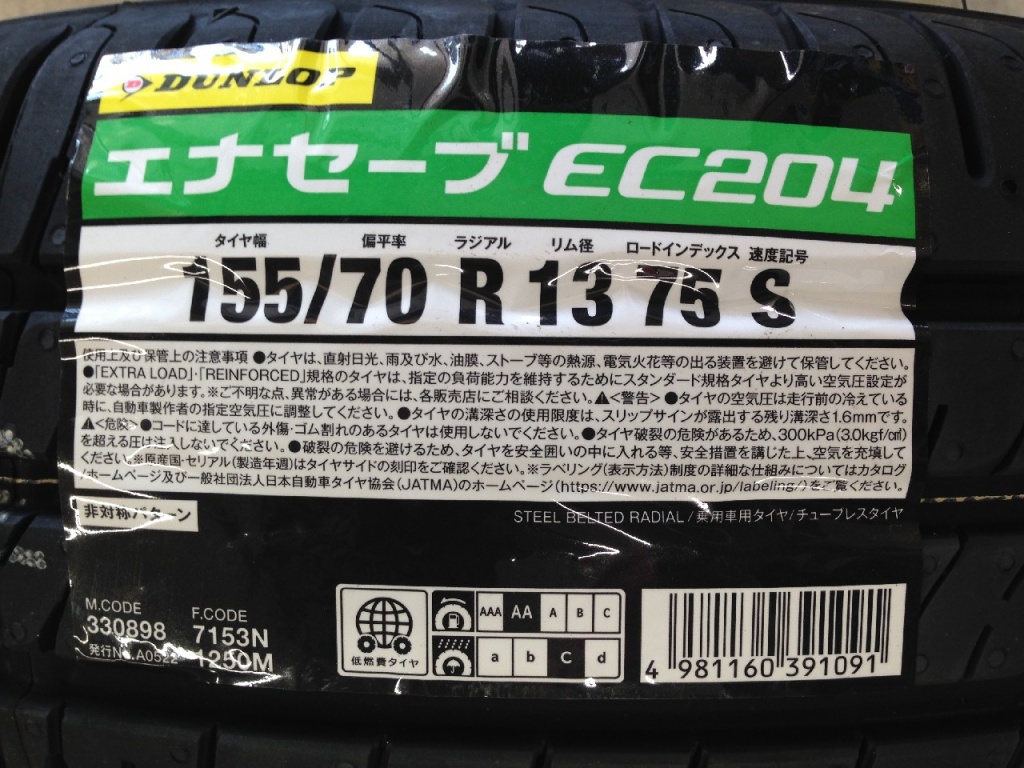 DUNLOP
エナセーブ EC204
タイヤ幅 偏平率 ラジアル リム径 ロードインデックス 速度記号
155/70 R 13 75 S
使用上及び保管上の注意事項 ●タイヤは、直射日光、雨及び水、油膜、ストーブ等の熱源、電気火花等の出る装置を避けて保管してください。
●「EXTRA LOAD」・「REINFORCED」規格のタイヤは、指定の負荷能力を維持するためにスタンダード規格タイヤより高い空気圧設定が
必要な場合があります。※ご不明な点、異常がある場合には、各販売店にご相談ください。⚠<警告> ●タイヤの空気圧は走行前の冷えている
時に、自動車製作者の指定空気圧に調整してください。●タイヤの溝深さの使用限度は、スリップサインが露出する残り溝深さ1.6mmです。
⚠<危険> ●コードに達している外傷・ゴム割れのあるタイヤは使用しないでください。●タイヤ破裂の危険があるため、300kPa(3.0kgf/c㎡)
を超える圧は注入しないでください。●破裂の危険を避けるため、タイヤを安全囲いの中に入れる等、安全措置を講じた上、空気を充填して
ください。※原産国・セリアル(製造年週)はタイヤサイドの刻印をご確認ください。※ラベリング(表示方法)制度の詳細な仕組みについてはカタログ
/ホームページ及び一般社団法人日本自動車タイヤ協会(JATMA)のホームページ(https://www.jatma.or.jp/labeling/)をご覧ください。
非対称パターン
STEEL BELTED RADIAL/乗用車用タイヤ/チューブレスタイヤ
M.CODE F.CODE
330898 7153N
発行No.A0522 1250M
低燃費タイヤ
AAA AA A B C
a b c d
4 981160 391091